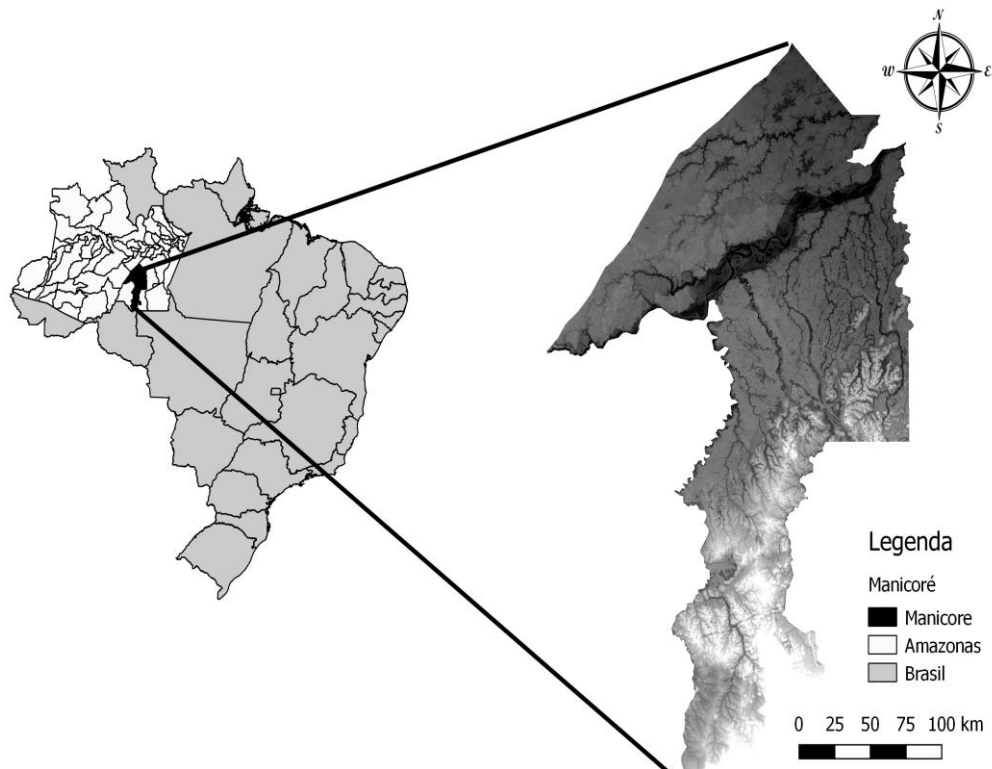 N
W E
S
Legenda
Manicoré
Manicore
Amazonas
Brasil
0 25 50 75 100 km